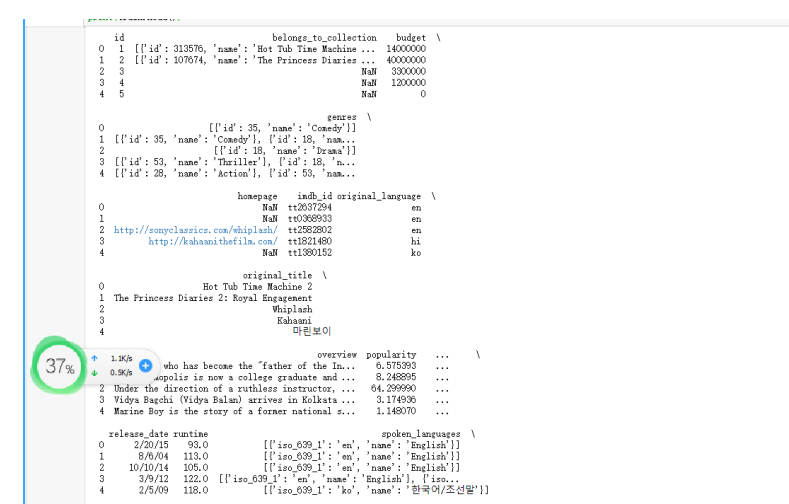 id belongs_to_collection budget \
0 1 [{'id': 313576, 'name': 'Hot Tub Time Machine ... 14000000
1 2 [{'id': 107674, 'name': 'The Princess Diaries ... 40000000
2 3 NaN 3300000
3 4 NaN 1200000
4 5 NaN 0
genres \
0 [{'id': 35, 'name': 'Comedy'}]
1 [{'id': 35, 'name': 'Comedy'}, {'id': 18, 'nam...
2 [{'id': 18, 'name': 'Drama'}]
3 [{'id': 53, 'name': 'Thriller'}, {'id': 18, 'n...
4 [{'id': 28, 'name': 'Action'}, {'id': 53, 'nam...
homepage imdb_id original_language \
0 NaN tt2637294 en
1 NaN tt0368933 en
2 http://sonyclassics.com/whiplash/ tt2582802 en
3 http://kahaanithefilm.com/ tt1821480 hi
4 NaN tt1380152 ko
original_title \
0 Hot Tub Time Machine 2
1 The Princess Diaries 2: Royal Engagement
2 Whiplash
3 Kahaani
4 마린보이
overview popularity ... \
37% 1.1K/s who has become the "father of the In... 6.575393 ...
0.5K/s is now a college graduate and ... 8.248895 ...
2 Under the direction of a ruthless instructor, ... 64.299990 ...
3 Vidya Bagchi (Vidya Balan) arrives in Kolkata ... 3.174936 ...
4 Marine Boy is the story of a former national s... 1.148070 ...
release_date runtime spoken_languages \
0 2/20/15 93.0 [{'iso_639_1': 'en', 'name': 'English'}]
1 8/6/04 113.0 [{'iso_639_1': 'en', 'name': 'English'}]
2 10/10/14 105.0 [{'iso_639_1': 'en', 'name': 'English'}]
3 3/9/12 122.0 [{'iso_639_1': 'en', 'name': 'English'}, {'iso...
4 2/5/09 118.0 [{'iso_639_1': 'ko', 'name': '한국어/조선말'}]